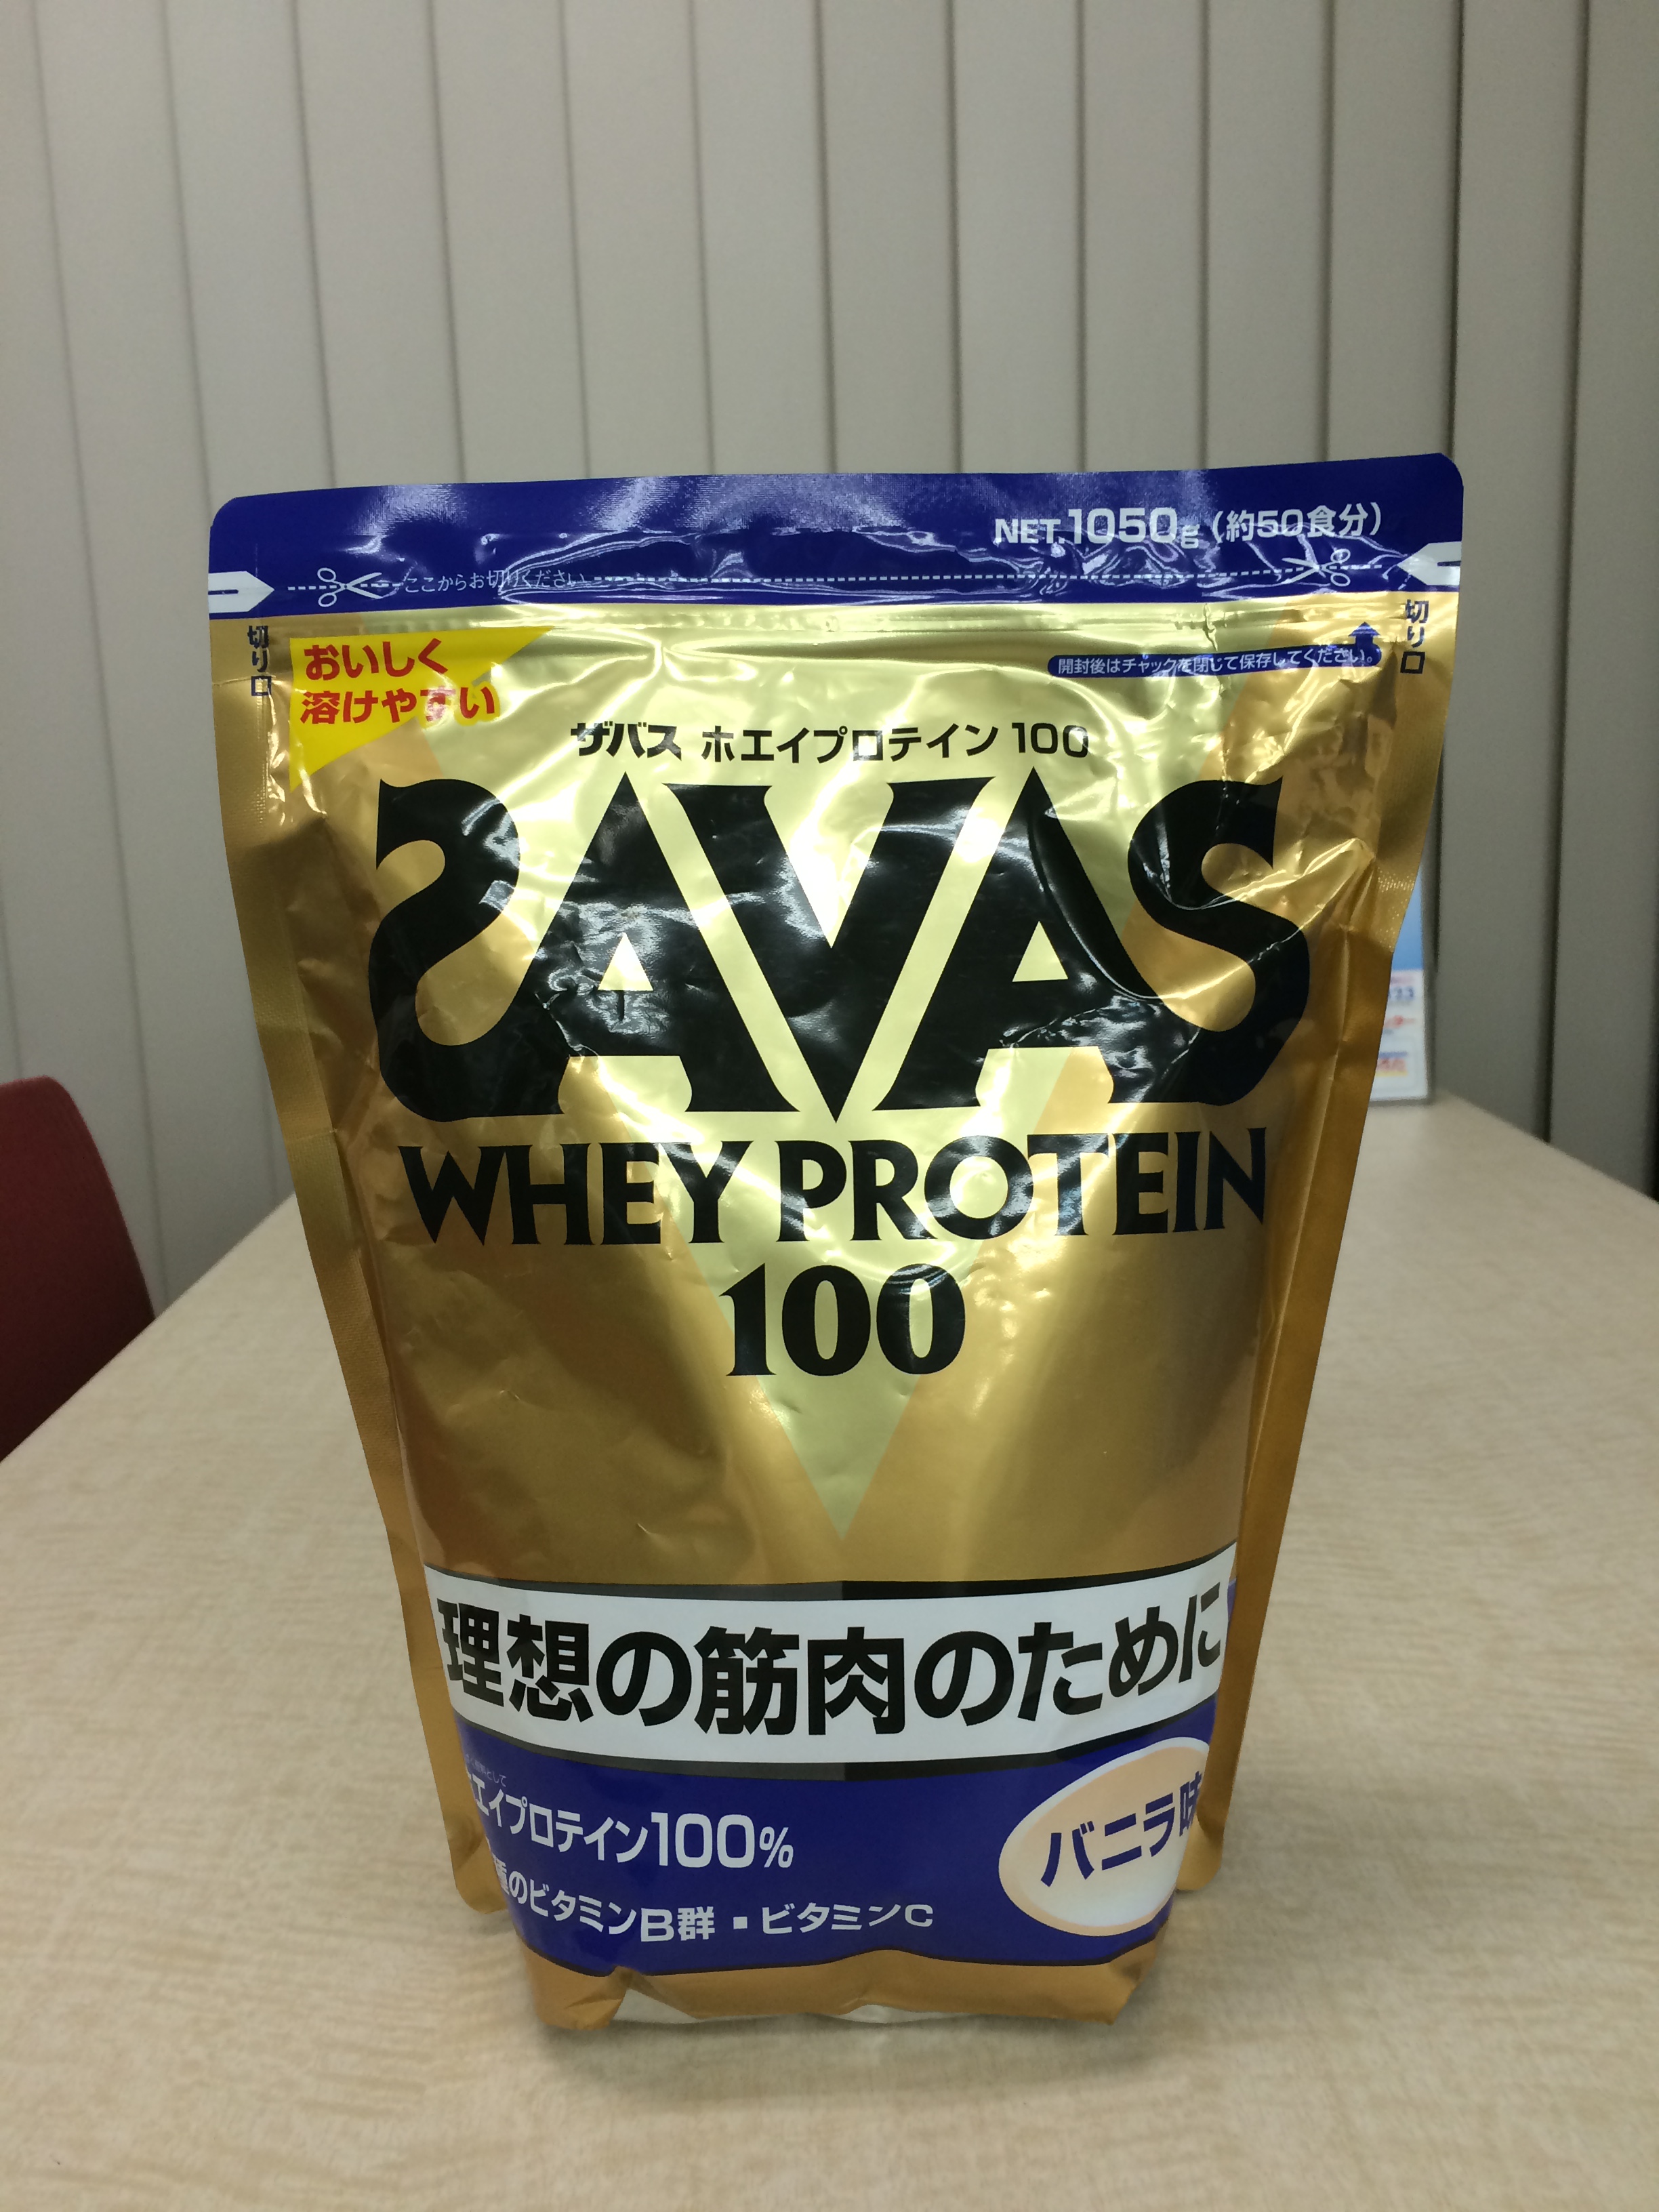 NET.1050g(約50食分)
ここからお切りください
切り口
切り口
おいしく
溶けやすい
開封後はチャックを閉じて保存してください。
ザバス ホエイプロテイン100
SAVAS
WHEY PROTEIN
100
理想の筋肉のために
エイプロテイン100%
種のビタミンB群・ビタミンC
バニラ味